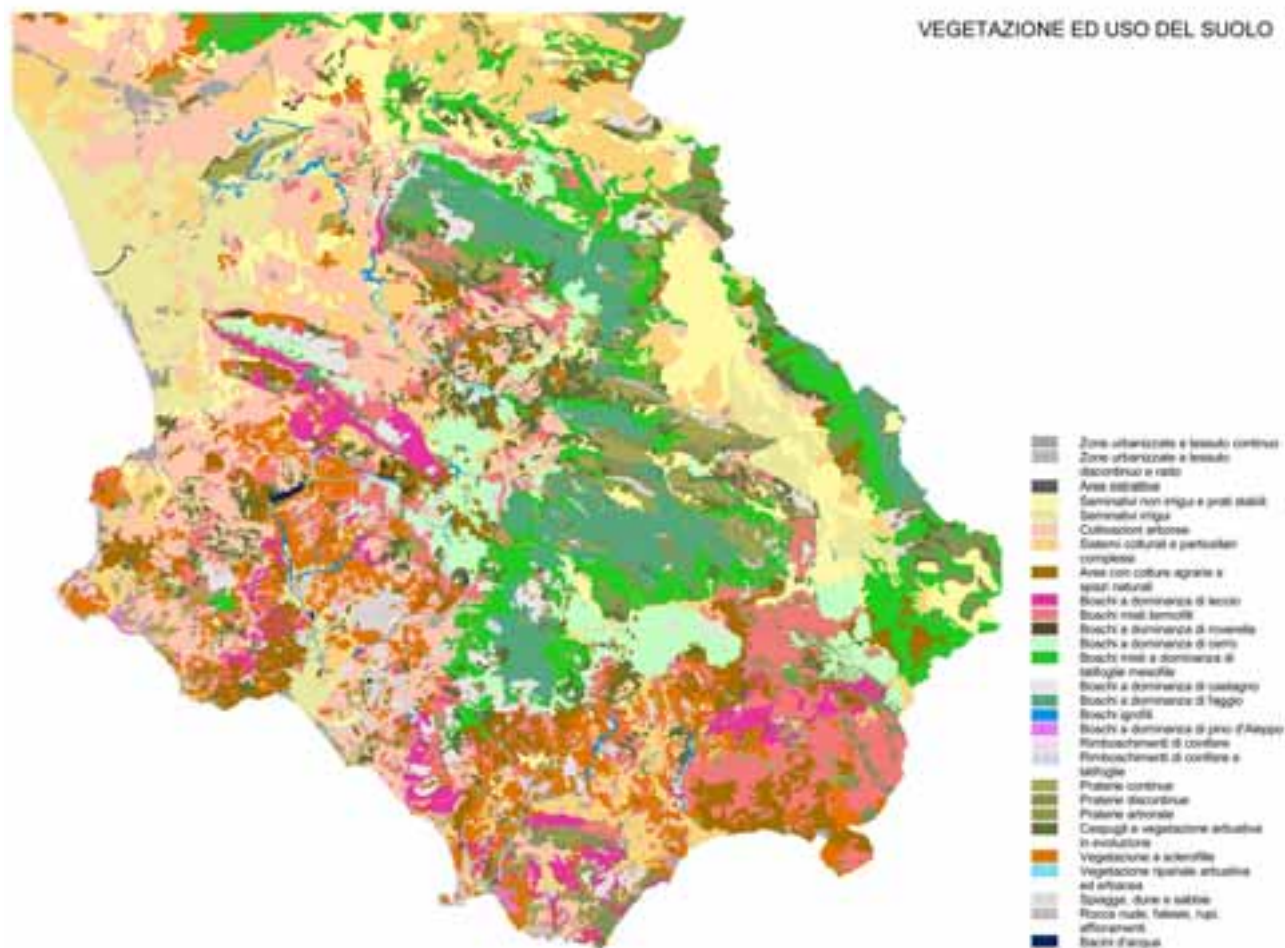 VEGETAZIONE ED USO DEL SUOLO
Zone urbanizzate a tessuto continuo
Zone urbanizzate a tessuto
discontinuo e rado
Aree estrattive
Seminativi non irrigui e prati stabili
Seminativi irrigui
Coltivazioni arboree
Sistemi colturali e particellari
complessi
Aree con colture agrarie e
spazi naturali
Boschi a dominanza di leccio
Boschi misti termofili
Boschi a dominanza di roverella
Boschi a dominanza di cerro
Boschi misti a dominanza di
latifoglie mesofile
Boschi a dominanza di castagno
Boschi a dominanza di faggio
Boschi igrofili
Boschi a dominanza di pino d'Aleppo
Rimboschimenti di conifere
Rimboschimenti di conifere e
latifoglie
Praterie continue
Praterie discontinue
Praterie arborate
Cespugli e vegetazione arbustiva
in evoluzione
Vegetazione a sclerofille
Vegetazione ripariale arbustiva
ed erbacea
Spiagge, dune e sabbie
Rocce nude, falesie, rupi,
affioramenti
Bacini d'acqua